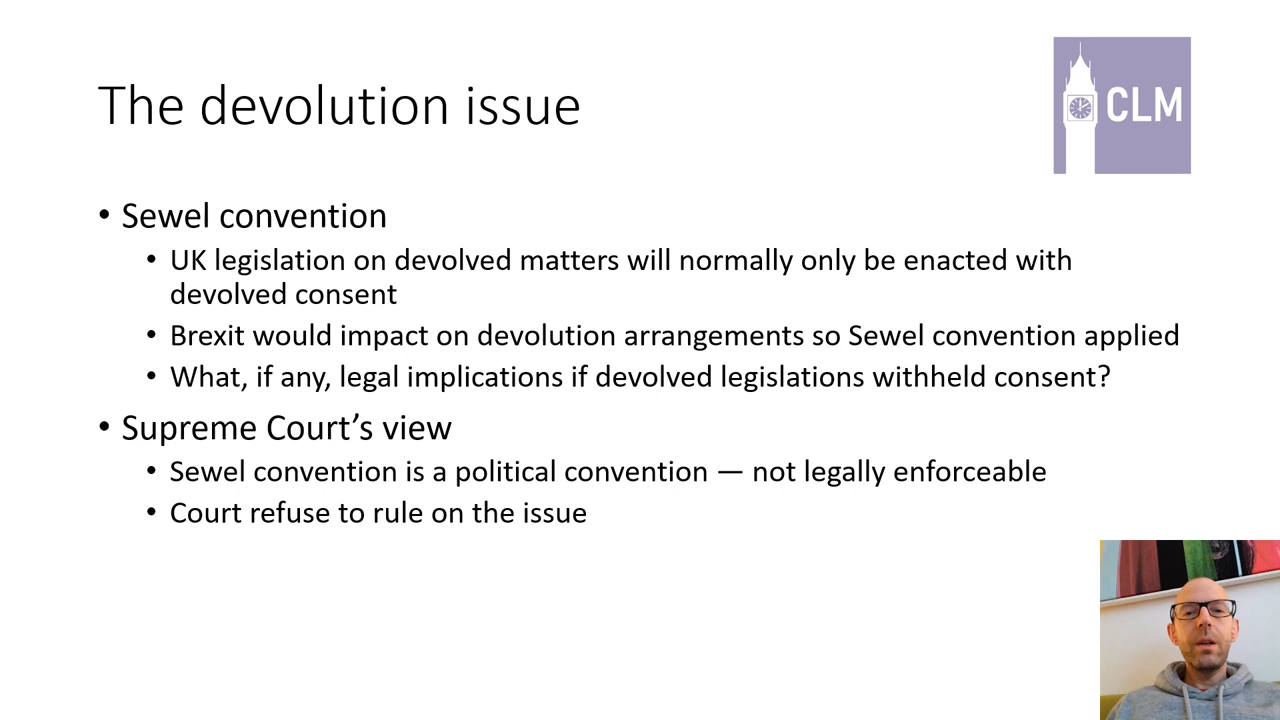 The devolution issue
CLM
• Sewel convention
• UK legislation on devolved matters will normally only be enacted with
devolved consent
• Brexit would impact on devolution arrangements so Sewel convention applied
• What, if any, legal implications if devolved legislations withheld consent?
• Supreme Court’s view
• Sewel convention is a political convention — not legally enforceable
• Court refuse to rule on the issue